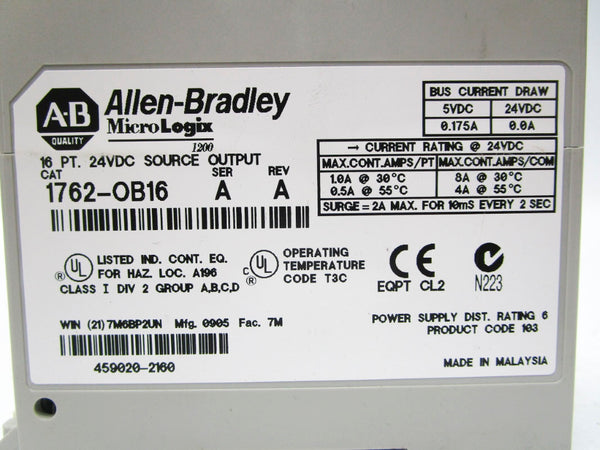 A-B
QUALITY
Allen-Bradley
MicroLogix
1200
16 PT. 24VDC SOURCE OUTPUT
CAT SER REV
1762-OB16 A A
BUS CURRENT DRAW
5VDC 24VDC
0.175A 0.0A
→ CURRENT RATING @ 24VDC
MAX.CONT.AMPS/PT MAX.CONT.AMPS/COM
1.0A @ 30°C 8A @ 30°C
0.5A @ 55°C 4A @ 55°C
SURGE = 2A MAX. FOR 10mS EVERY 2 SEC
UL ® LISTED IND. CONT. EQ.
FOR HAZ. LOC. A196
CLASS I DIV 2 GROUP A,B,C,D
C UL ® OPERATING
TEMPERATURE
CODE T3C
CE
EQPT CL2
N223
WIN (21) 7M6BP2UN Mfg. 0905 Fac. 7M
POWER SUPPLY DIST. RATING 6
PRODUCT CODE 103
459020-2160
MADE IN MALAYSIA